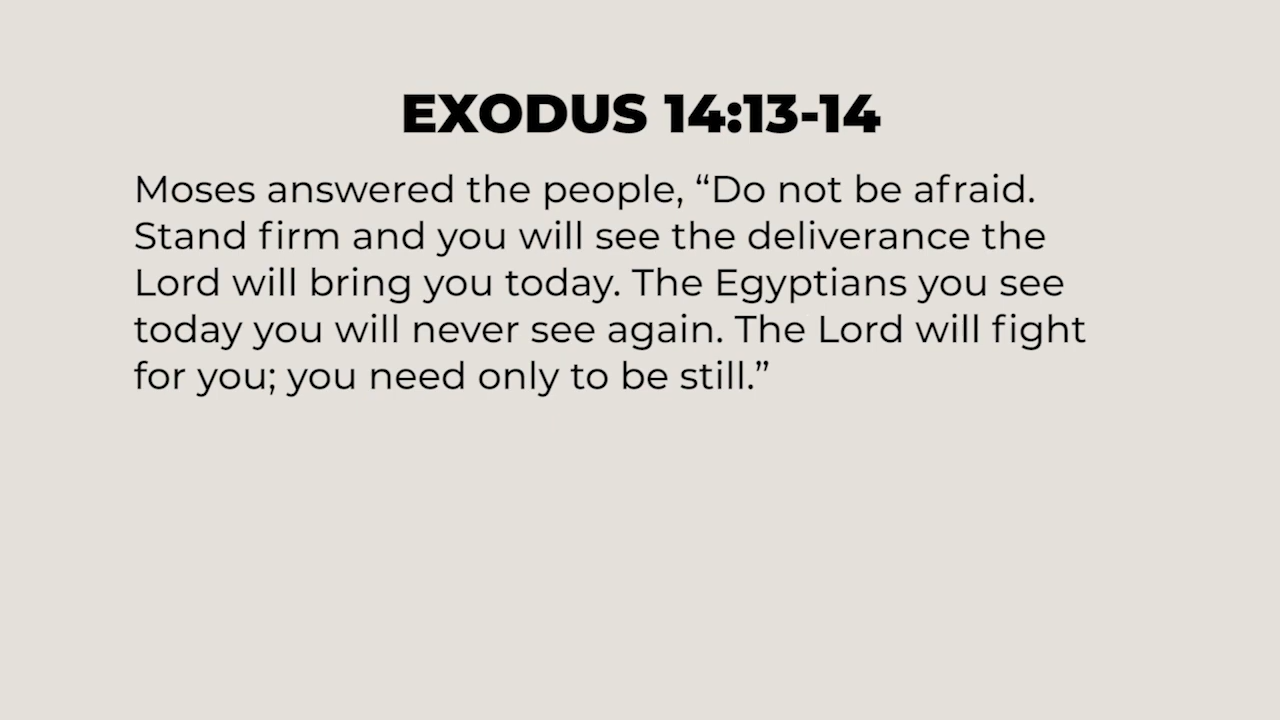 EXODUS 14:13-14
Moses answered the people, “Do not be afraid.
Stand firm and you will see the deliverance the
Lord will bring you today. The Egyptians you see
today you will never see again. The Lord will fight
for you; you need only to be still.”